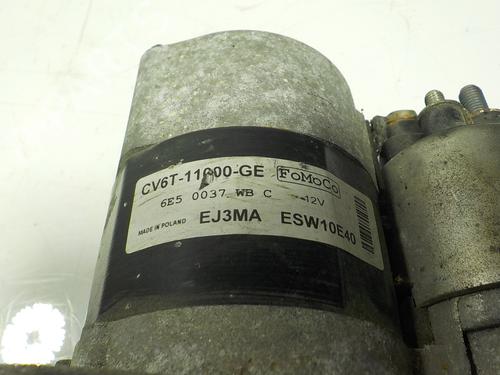 CV6T-11000-GE FoMoCo
6E5 0037 WB C -12V
MADE IN POLAND EJ3MA ESW10E40